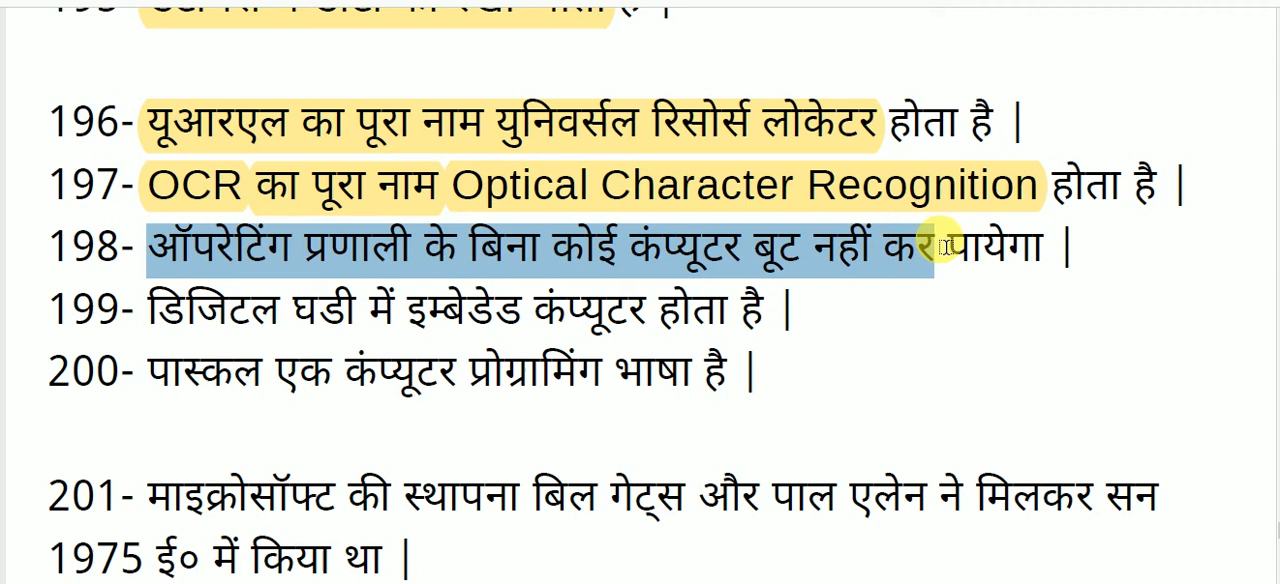 196- यूआरएल का पूरा नाम युनिवर्सल रिसोर्स लोकेटर होता है |
197- OCR का पूरा नाम Optical Character Recognition होता है |
198- ऑपरेटिंग प्रणाली के बिना कोई कंप्यूटर बूट नहीं कर पायेगा |
199- डिजिटल घडी में इम्बेडेड कंप्यूटर होता है |
200- पास्कल एक कंप्यूटर प्रोग्रामिंग भाषा है |
201- माइक्रोसॉफ्ट की स्थापना बिल गेट्स और पाल एलेन ने मिलकर सन
1975 ई० में किया था |